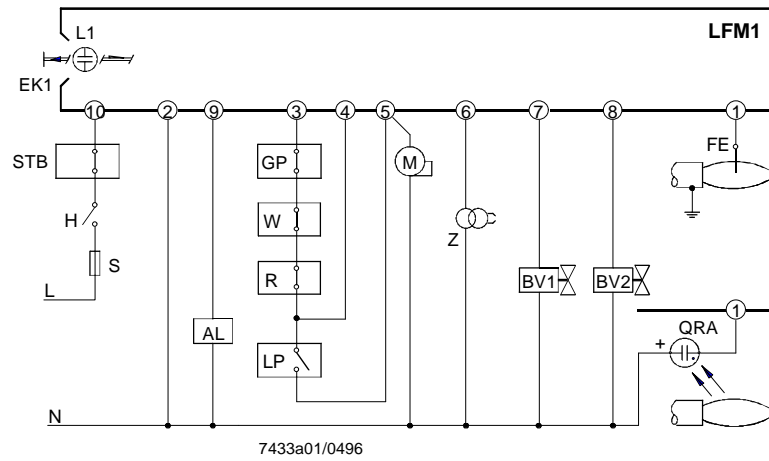 L1
LFM1
EK1
10 2 9 3 4 5 6 7 8 1
STB
GP
M
FE
H
W
Z
S
R
BV1
BV2
L
AL
LP
1
QRA
+
N
7433a01/0496